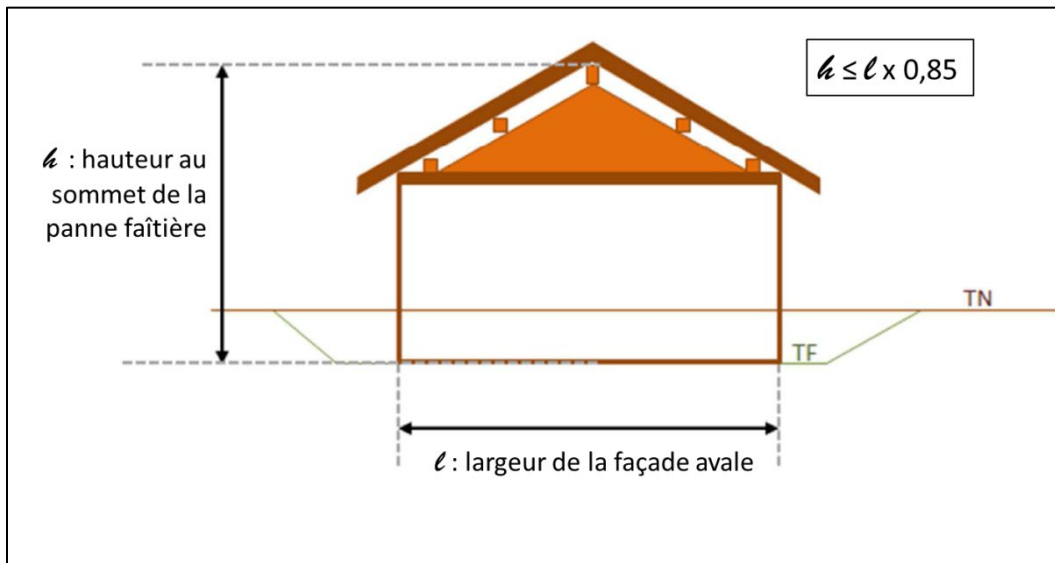 h ≤ l x 0,85
h : hauteur au
sommet de la
panne faîtière
TN
TF
l : largeur de la façade avale